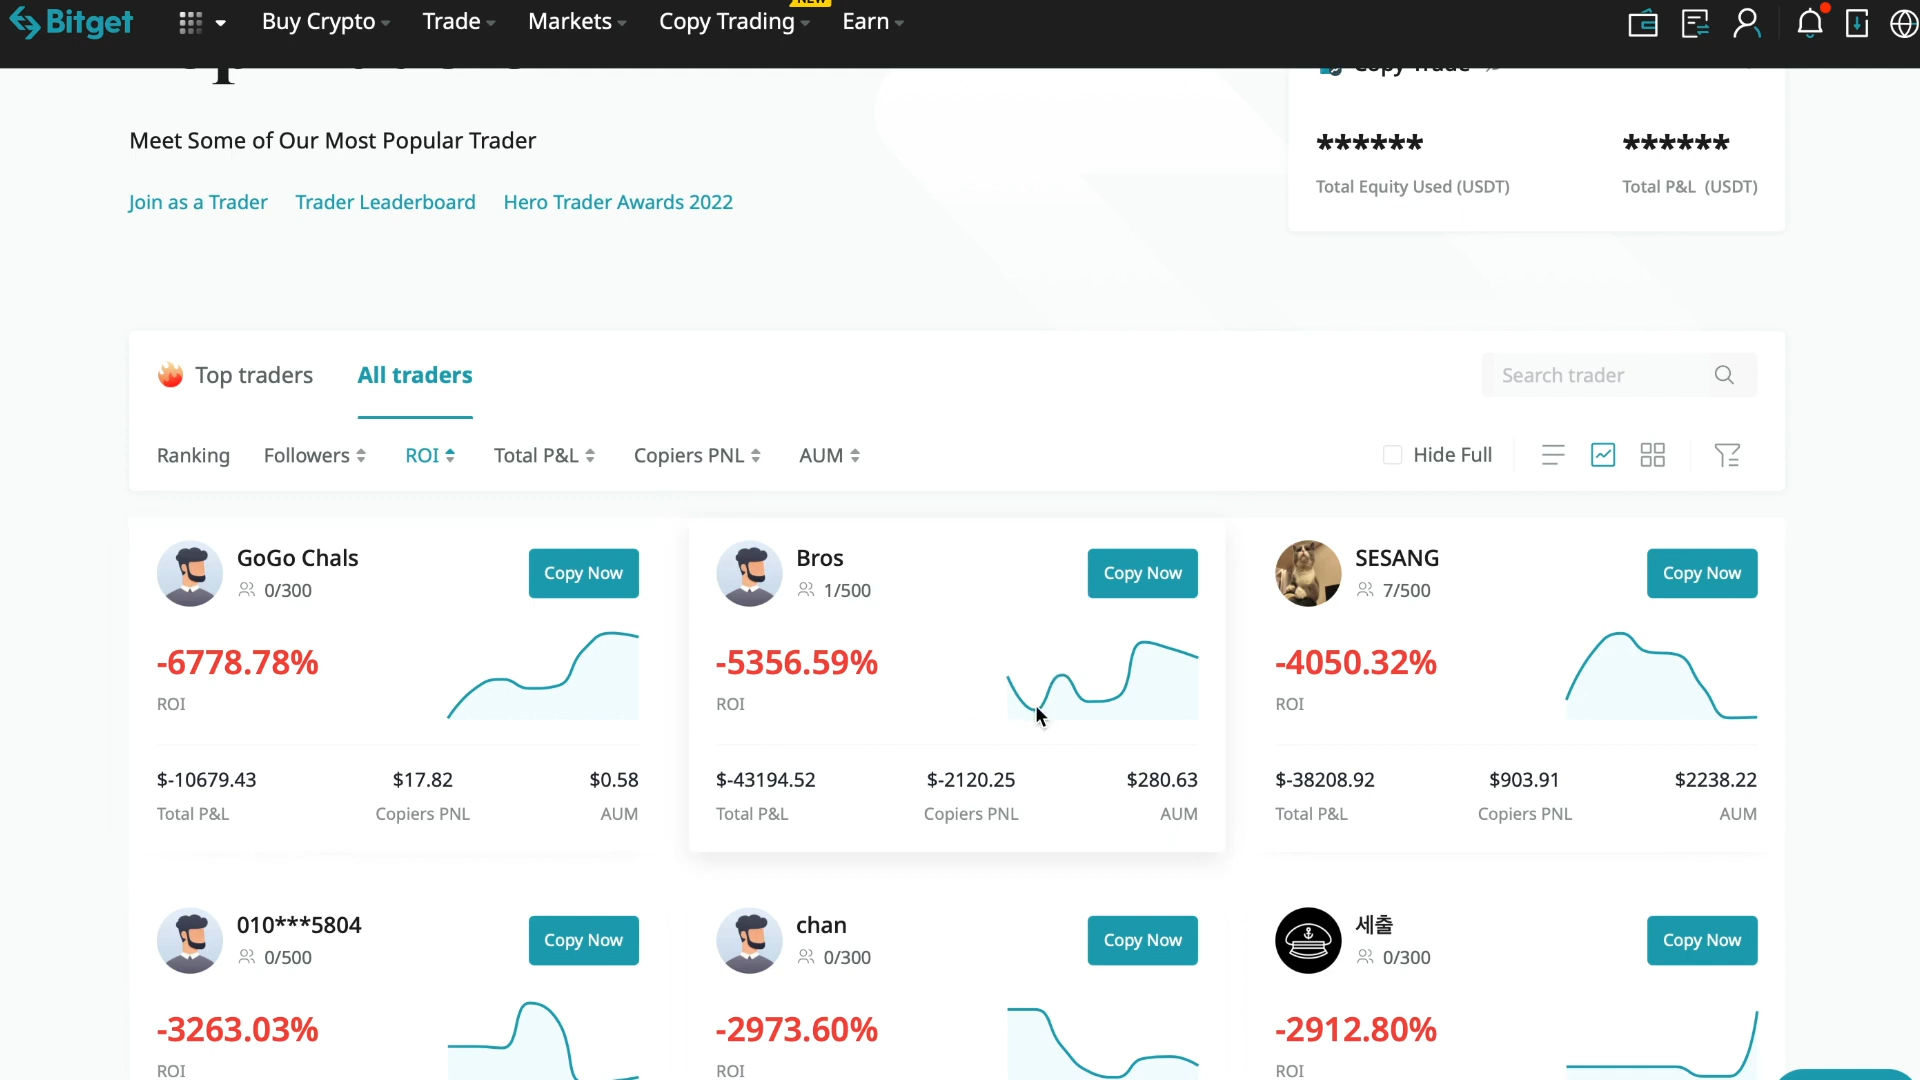 Bitget
Buy Crypto
Trade
Markets
Copy Trading
NEW
Earn
Copy Trade
Meet Some of Our Most Popular Trader
****** ******
Total Equity Used (USDT) Total P&L (USDT)
Join as a Trader Trader Leaderboard Hero Trader Awards 2022
Top traders All traders Search trader
Ranking Followers ROI Total P&L Copiers PNL AUM Hide Full
GoGo Chals
0/300
Copy Now
-6778.78%
ROI
$-10679.43 $17.82 $0.58
Total P&L Copiers PNL AUM
Bros
1/500
Copy Now
-5356.59%
ROI
$-43194.52 $-2120.25 $280.63
Total P&L Copiers PNL AUM
SESANG
7/500
Copy Now
-4050.32%
ROI
$-38208.92 $903.91 $2238.22
Total P&L Copiers PNL AUM
010***5804
0/500
Copy Now
-3263.03%
ROI
chan
0/300
Copy Now
-2973.60%
ROI
세출
0/300
Copy Now
-2912.80%
ROI